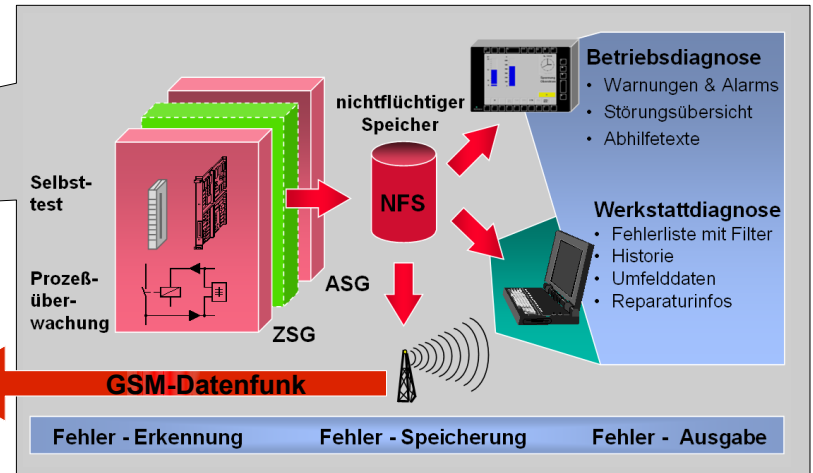 Selbst-
test
Prozeß-
über-
wachung
ZSG
ASG
nichtflüchtiger
Speicher
NFS
Betriebsdiagnose
• Warnungen & Alarms
• Störungsübersicht
• Abhilfetexte
Werkstattdiagnose
• Fehlerliste mit Filter
• Historie
• Umfelddaten
• Reparaturinfos
GSM-Datenfunk
Fehler - Erkennung
Fehler - Speicherung
Fehler - Ausgabe